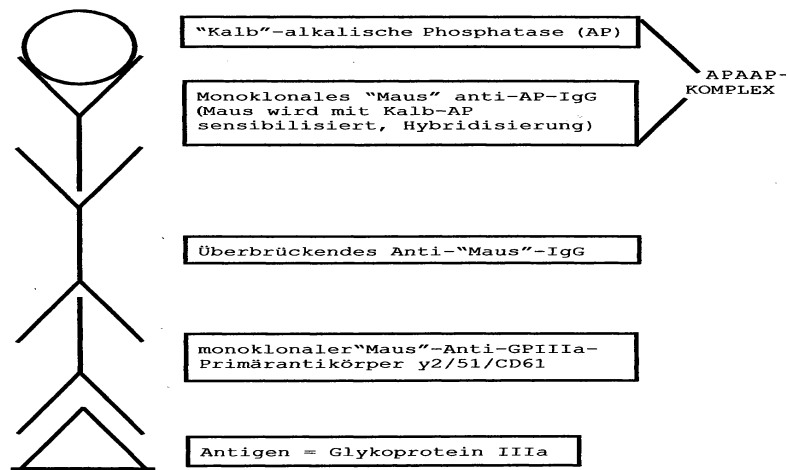 “Kalb”-alkalische Phosphatase (AP)
APAAP-
KOMPLEX
Monoklonales “Maus” anti-AP-IgG
(Maus wird mit Kalb-AP
sensibilisiert, Hybridisierung)
Überbrückendes Anti-“Maus”-IgG
monoklonaler“Maus”-Anti-GPIIIa-
Primärantikörper y2/51/CD61
Antigen = Glykoprotein IIIa